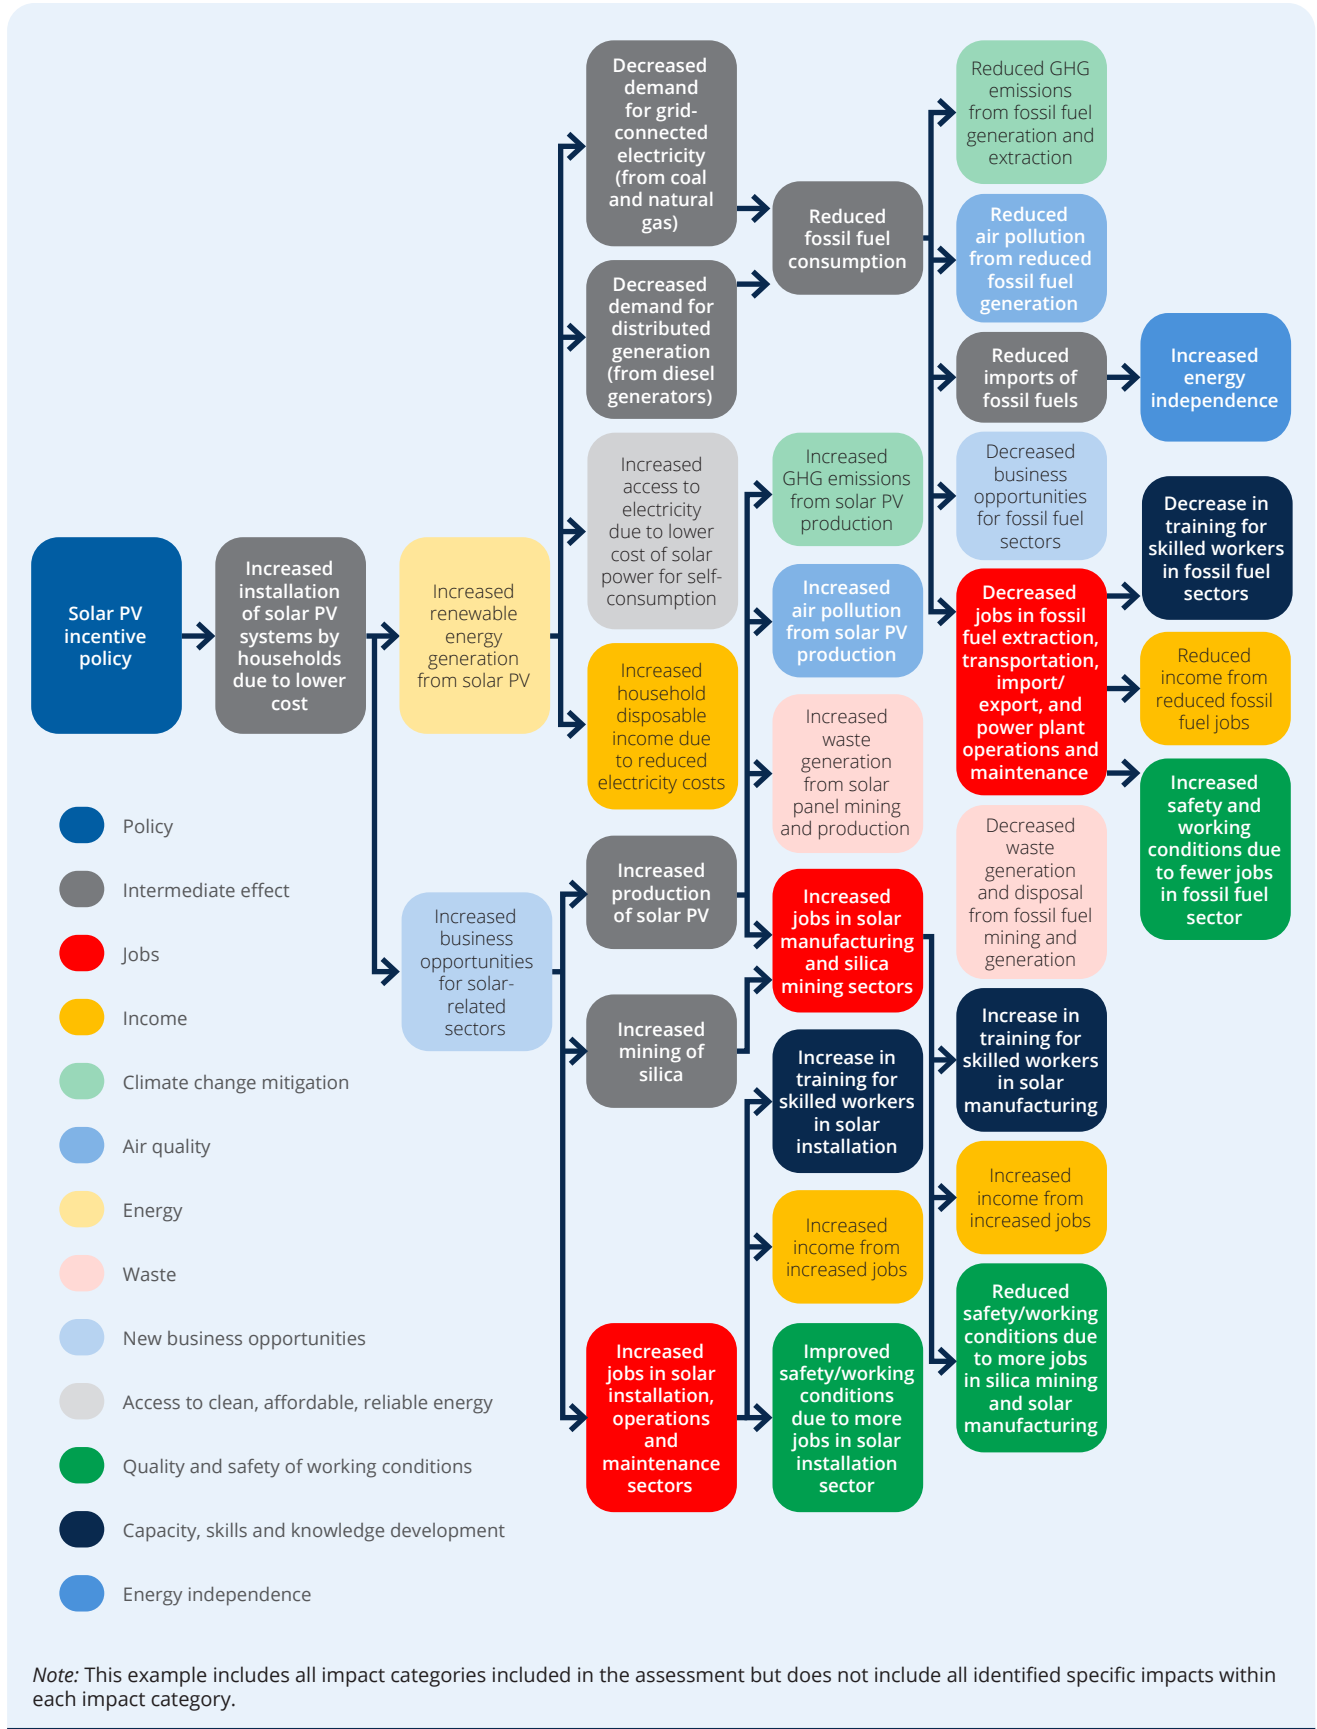 Solar PV
incentive
policy
Increased
installation
of solar PV
systems by
households
due to lower
cost
Increased
renewable
energy
generation
from solar PV
Increased
business
opportunities
for solar-
related
sectors
Decreased
demand
for grid-
connected
electricity
(from coal
and natural
gas)
Decreased
demand for
distributed
generation
(from diesel
generators)
Increased
access to
electricity
due to lower
cost of solar
power for self-
consumption
Increased
household
disposable
income due
to reduced
electricity costs
Increased
production
of solar PV
Increased
mining of
silica
Increased
jobs in solar
installation,
operations
and
maintenance
sectors
Reduced
fossil fuel
consumption
Increased
GHG emissions
from solar PV
production
Increased
air pollution
from solar PV
production
Increased
waste
generation
from solar
panel mining
and production
Increased
jobs in solar
manufacturing
and silica
mining sectors
Increase in
training for
skilled workers
in solar
installation
Increased
income from
increased jobs
Improved
safety/working
conditions
due to more
jobs in solar
installation
sector
Reduced GHG
emissions
from fossil fuel
generation and
extraction
Reduced
air pollution
from reduced
fossil fuel
generation
Reduced
imports of
fossil fuels
Decreased
business
opportunities
for fossil fuel
sectors
Decreased
jobs in fossil
fuel extraction,
transportation,
import/
export, and
power plant
operations and
maintenance
Decreased
waste
generation
and disposal
from fossil fuel
mining and
generation
Increase in
training for
skilled workers
in solar
manufacturing
Increased
income from
increased jobs
Reduced
safety/working
conditions due
to more jobs
in silica mining
and solar
manufacturing
Increased
energy
independence
Decrease in
training for
skilled workers
in fossil fuel
sectors
Reduced
income from
reduced fossil
fuel jobs
Increased
safety and
working
conditions due
to fewer jobs
in fossil fuel
sector
Policy
Intermediate effect
Jobs
Income
Climate change mitigation
Air quality
Energy
Waste
New business opportunities
Access to clean, affordable, reliable energy
Quality and safety of working conditions
Capacity, skills and knowledge development
Energy independence
Note: This example includes all impact categories included in the assessment but does not include all identified specific impacts within
each impact category.